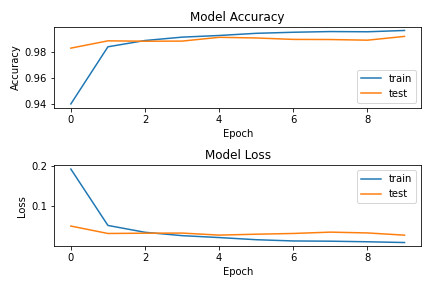 Model Accuracy
Accuracy
0.98
0.96
0.94
train
test
0 2 4 6 8
Epoch
Model Loss
Loss
0.2
0.1
train
test
0 2 4 6 8
Epoch